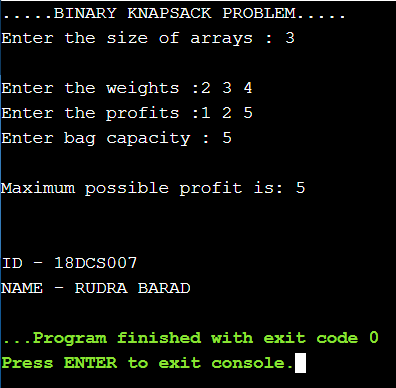 .....BINARY KNAPSACK PROBLEM.....
Enter the size of arrays : 3
Enter the weights :2 3 4
Enter the profits :1 2 5
Enter bag capacity : 5
Maximum possible profit is: 5
ID - 18DCS007
NAME - RUDRA BARAD
...Program finished with exit code 0
Press ENTER to exit console.